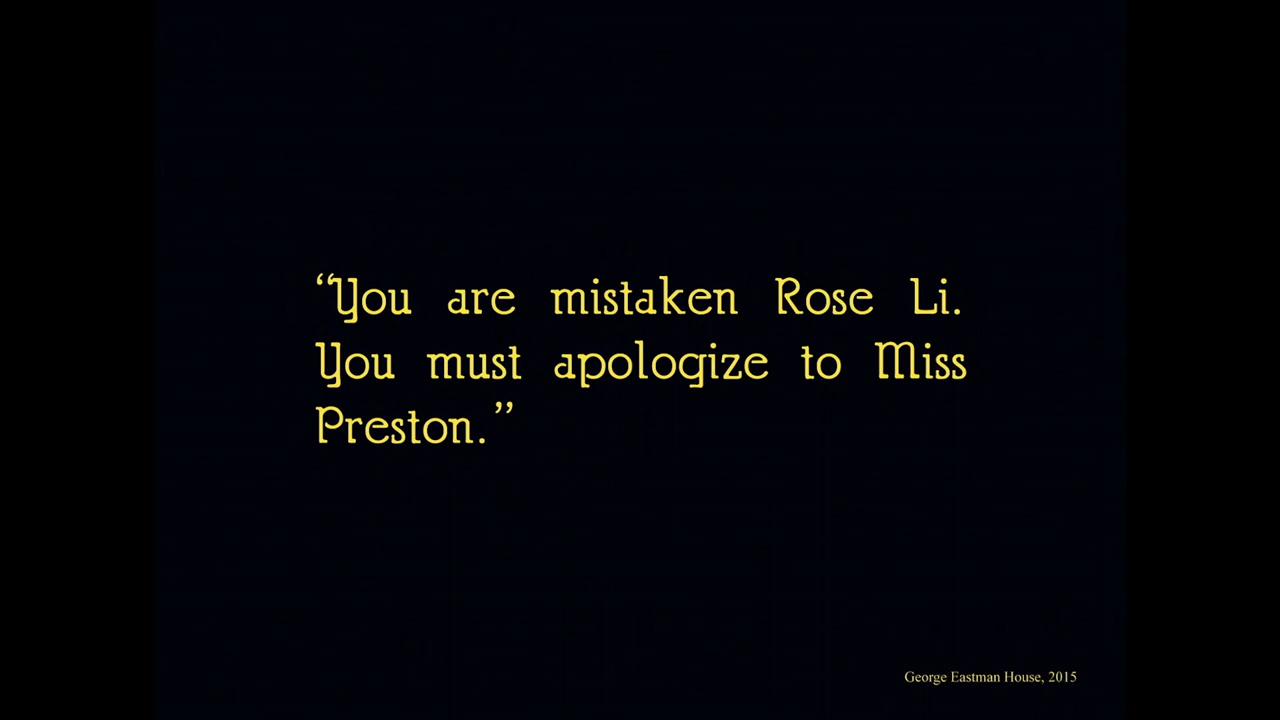 “You are mistaken Rose Li.
You must apologize to Miss
Preston.”
George Eastman House, 2015